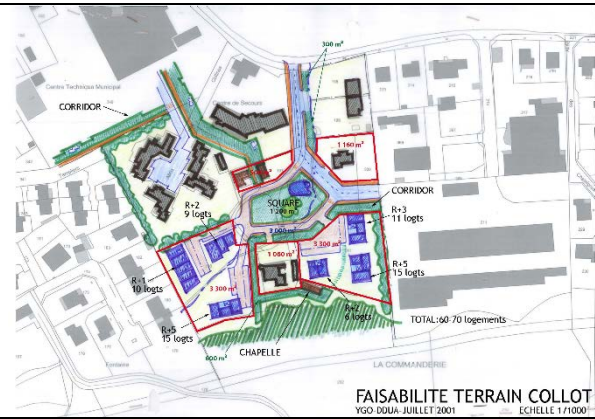 300 m²
Centre Technique Municipal
CORRIDOR
Centre de Secours
1 160 m²
R+2
9 logts
SQUARE
1 200 m²
CORRIDOR
3 000 m²
R+3
11 logts
R+1
10 logts
3 300 m²
1 080 m²
3 300 m²
R+5
15 logts
R+5
15 logts
R+2
6 logts
TOTAL:60-70 logements
600 m²
CHAPELLE
Fontaine
LA COMMANDERIE
FAISABILITE TERRAIN COLLOT
YGO-DDUA-JUILLET 2001
ECHELLE 1/1000